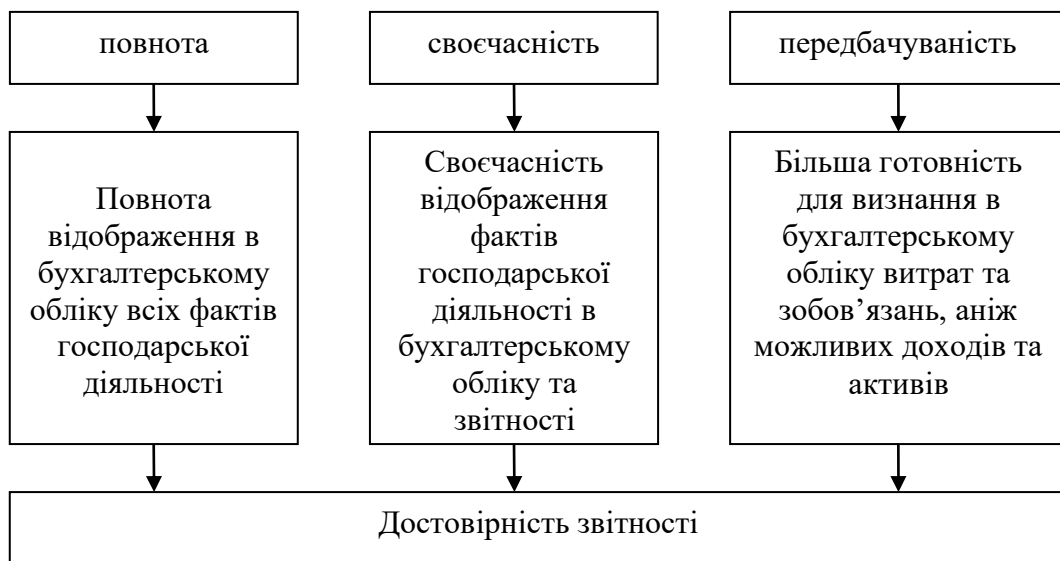 повнота
своєчасність
передбачуваність
Повнота
відображення в
бухгалтерському
обліку всіх фактів
господарської
діяльності
Своєчасність
відображення
фактів
господарської
діяльності в
бухгалтерському
обліку та
звітності
Більша готовність
для визнання в
бухгалтерському
обліку витрат та
зобов’язань, аніж
можливих доходів та
активів
Достовірність звітності